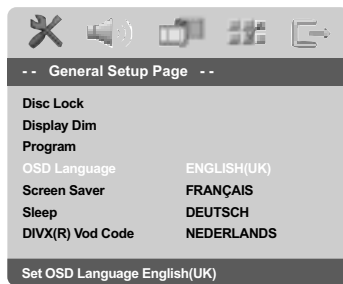 -- General Setup Page --
Disc Lock
Display Dim
Program
OSD Language ENGLISH(UK)
Screen Saver FRANÇAIS
Sleep DEUTSCH
DIVX(R) Vod Code NEDERLANDS
Set OSD Language English(UK)